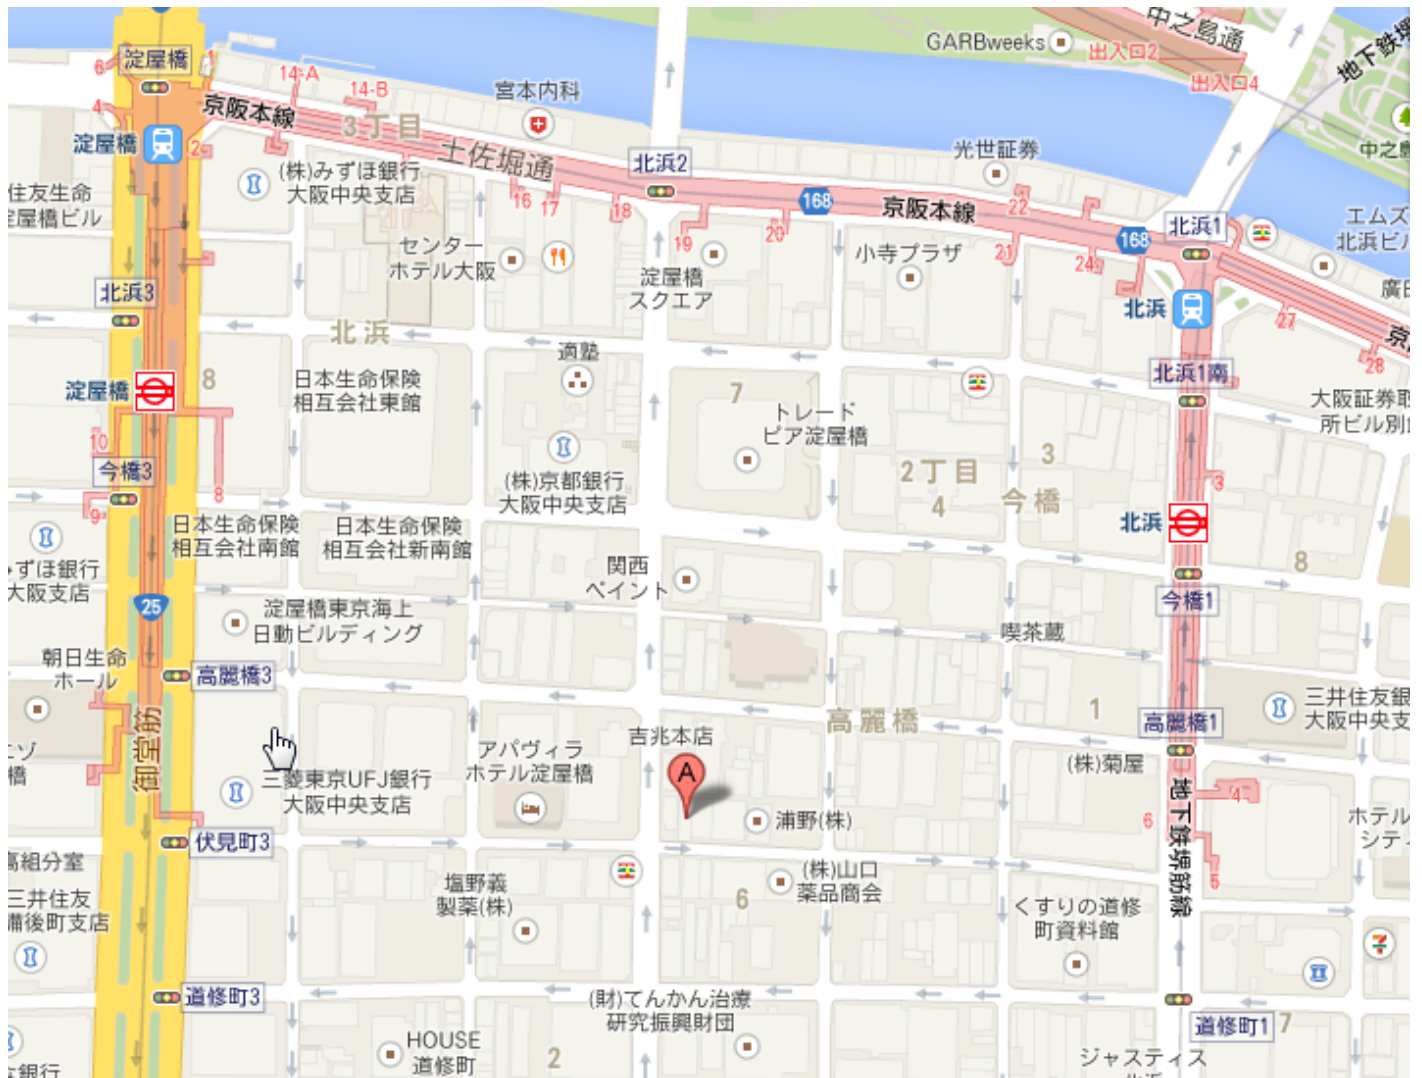 淀屋橋
6
1
14-A
14-B
宮本内科
GARBweeks
出入口2
中之島通
出入口4
地下鉄堺
4
京阪本線
3丁目
淀屋橋
2
(株)みずほ銀行
大阪中央支店
土佐堀通
北浜2
光世証券
中之島
住友生命
淀屋橋ビル
16
17
18
19
20
168
京阪本線
22
21
24
168
北浜1
エムズ
北浜ビル
センター
ホテル大阪
淀屋橋
スクエア
小寺プラザ
北浜3
北浜
北浜
27
28
適塾
淀屋橋
8
日本生命保険
相互会社東館
7
トレード
ピア淀屋橋
北浜1南
大阪証券取
所ビル別館
10
今橋3
9
8
(株)京都銀行
大阪中央支店
2丁目
4
3
今橋
3
北浜
日本生命保険
相互会社南館
日本生命保険
相互会社新南館
みずほ銀行
大阪支店
関西
ペイント
8
今橋1
25
淀屋橋東京海上
日動ビルディング
喫茶蔵
朝日生命
ホール
高麗橋3
三井住友銀
大阪中央支
1
高麗橋
高麗橋1
御堂筋
吉兆本店
アパヴィラ
ホテル淀屋橋
A
(株)菊屋
三菱東京UFJ銀行
大阪中央支店
浦野(株)
地下鉄堺筋線
4
6
5
ホテル
シティ
伏見町3
高組分室
三井住友
備後町支店
塩野義
製薬(株)
(株)山口
薬品商会
6
くすりの道修
町資料館
道修町3
(財)てんかん治療
研究振興財団
道修町1
7
HOUSE
道修町
2
ジャスティス